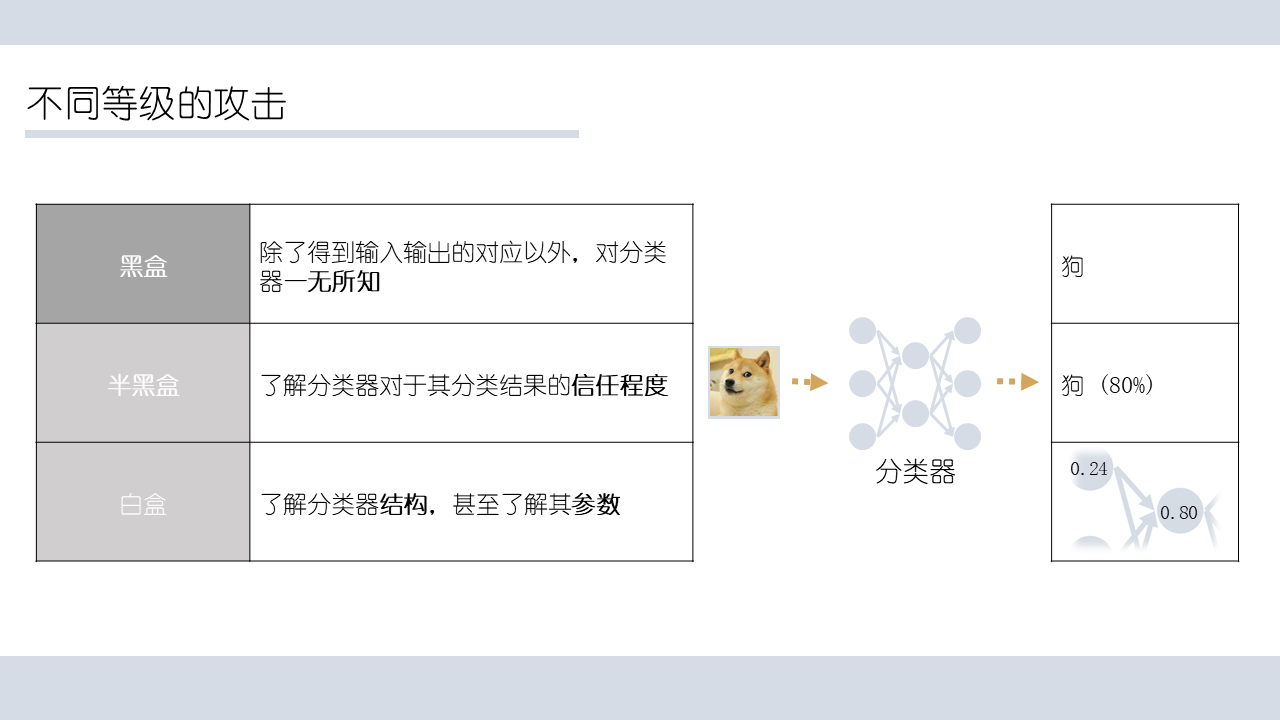 不同等级的攻击
黑盒
除了得到输入输出的对应以外，对分类
器一无所知
狗
半黑盒
了解分类器对于其分类结果的信任程度
狗（80%）
白盒
了解分类器结构，甚至了解其参数
分类器
0.24
0.80